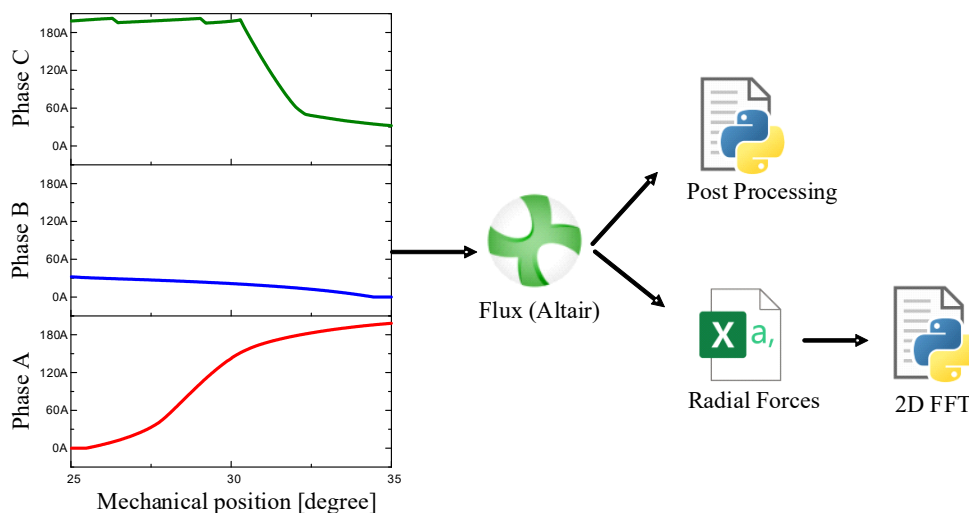 Phase C
180A
120A
60A
0A
Phase B
180A
120A
60A
0A
Phase A
180A
120A
60A
0A
25
30
35
Mechanical position [degree]
Flux (Altair)
Post Processing
X a,
Radial Forces
2D FFT